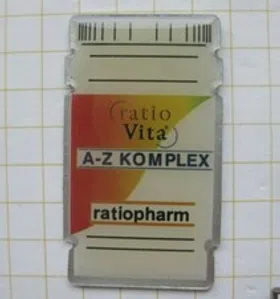 ratio
Vita
A-Z KOMPLEX
ratiopharm